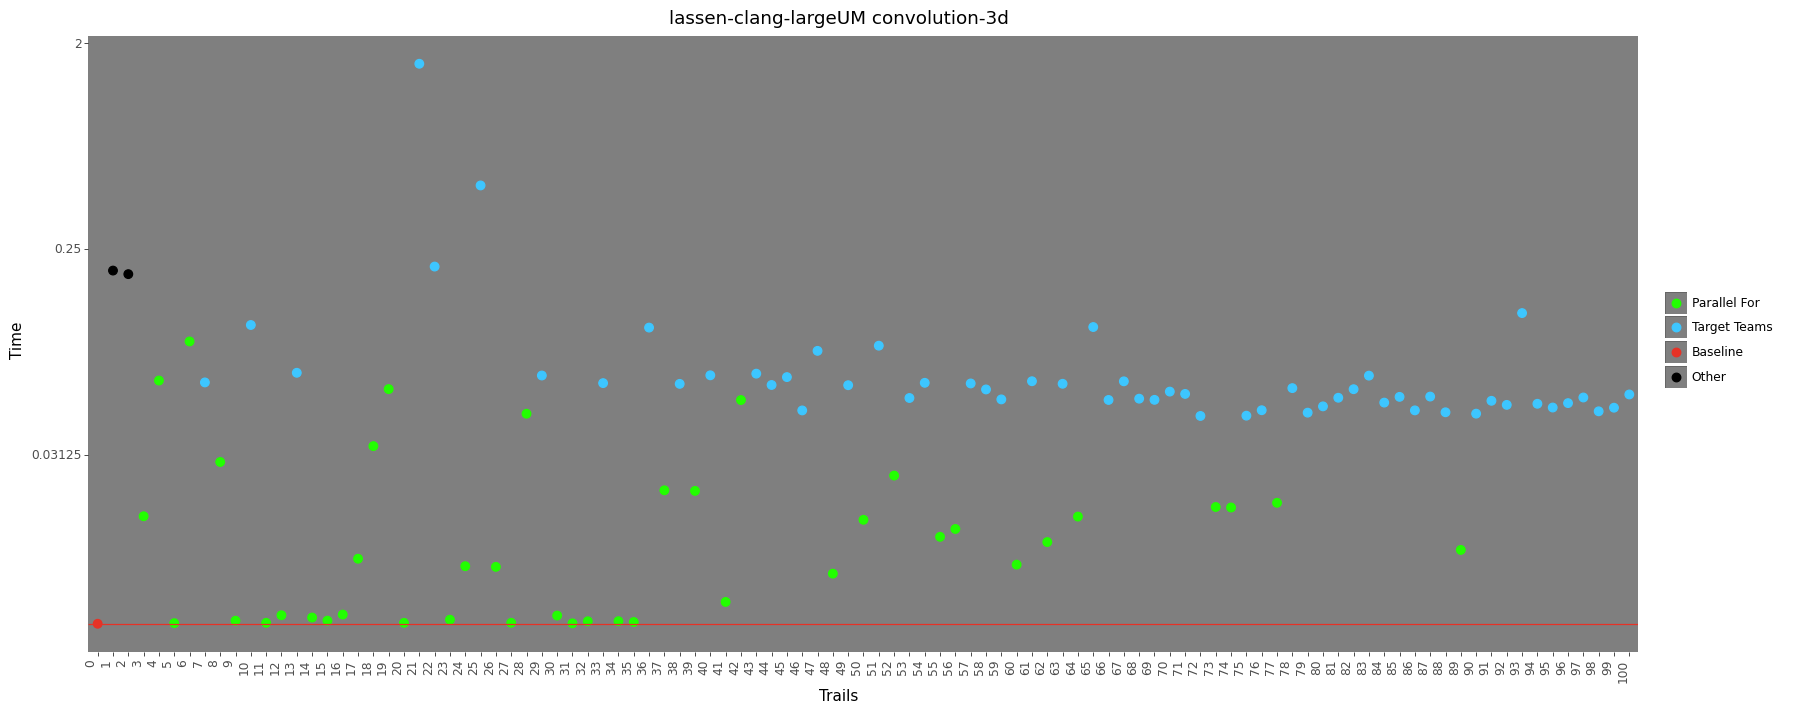 lassen-clang-largeUM convolution-3d
2
0.25
0.03125
Time
0 1 2 3 4 5 6 7 8 9 10 11 12 13 14 15 16 17 18 19 20 21 22 23 24 25 26 27 28 29 30 31 32 33 34 35 36 37 38 39 40 41 42 43 44 45 46 47 48 49 50 51 52 53 54 55 56 57 58 59 60 61 62 63 64 65 66 67 68 69 70 71 72 73 74 75 76 77 78 79 80 81 82 83 84 85 86 87 88 89 90 91 92 93 94 95 96 97 98 99 100
Trails
Parallel For
Target Teams
Baseline
Other